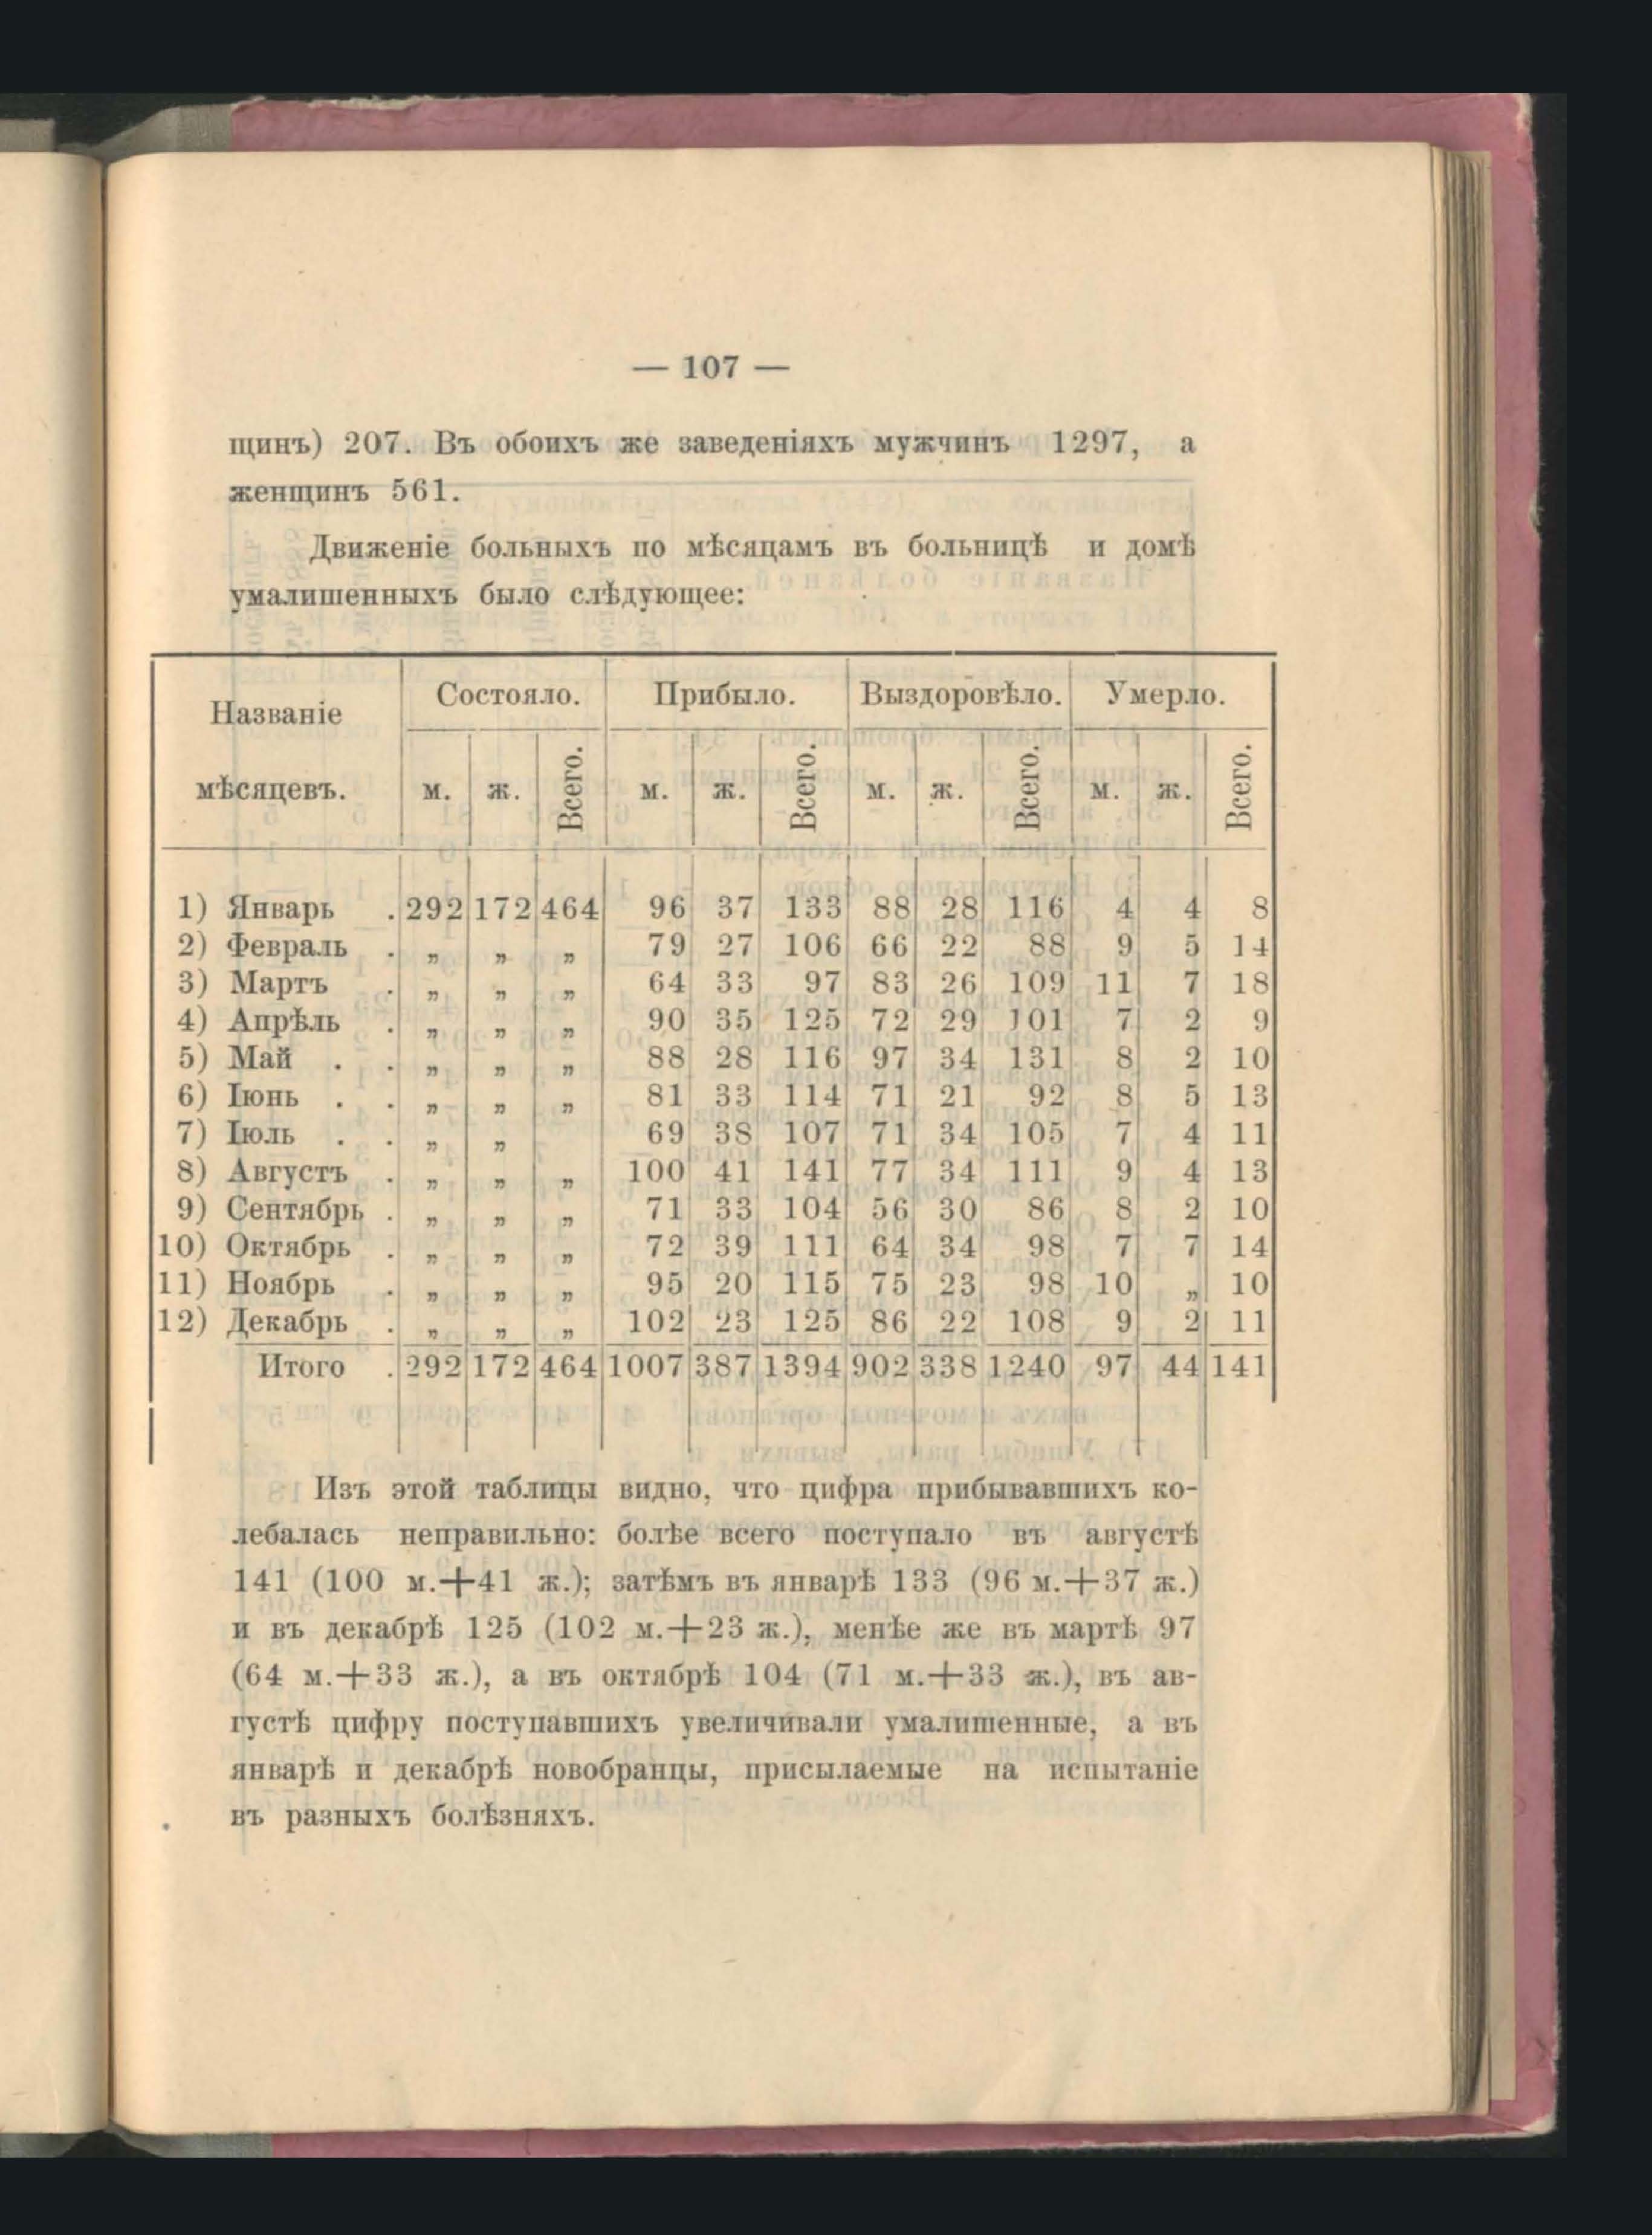 — 107 —
щинъ) 207. Въ обоихъ же заведеніяхъ мужчинъ 1297, а
женщинъ 561.
Движеніе больныхъ по мѣсяцамъ въ больницѣ и домѣ
умалишенныхъ было слѣдующее:
Названіе мѣсяцевъ. Состояло. Прибыло. Выздоровѣло. Умерло.
м. ж. Всего. м. ж. Всего. м. ж. Всего. м. ж. Всего.
1) Январь . 292 172 464 96 37 133 88 28 116 4 4 8
2) Февраль . „ „ „ 79 27 106 66 22 88 9 5 14
3) Мартъ . „ „ „ 64 33 97 83 26 109 11 7 18
4) Апрѣль . „ „ „ 90 35 125 72 29 101 7 2 9
5) Май . . „ „ „ 88 28 116 97 34 131 8 2 10
6) Іюнь . . „ „ „ 81 33 114 71 21 92 8 5 13
7) Іюль . . „ „ 69 38 107 71 34 105 7 4 11
8) Августъ . „ „ „ 100 41 141 77 34 111 9 4 13
9) Сентябрь . „ „ „ 71 33 104 56 30 86 8 2 10
10) Октябрь . „ „ „ 72 39 111 64 34 98 7 7 14
11) Ноябрь . „ „ „ 95 20 115 75 23 98 10 „ 10
12) Декабрь . „ „ „ 102 23 125 86 22 108 9 2 11
Итого . 292 172 464 1007 387 1394 902 338 1240 97 44 141
Изъ этой таблицы видно, что цифра прибывавшихъ ко-
лебалась неправильно: болѣе всего поступало въ августѣ
141 (100 м.+41 ж.); затѣмъ въ январѣ 133 (96 м.+37 ж.)
и въ декабрѣ 125 (102 м.+23 ж.), менѣе же въ мартѣ 97
(64 м.+33 ж.), а въ октябрѣ 104 (71 м.+33 ж.), въ ав-
густѣ цифру поступавшихъ увеличивали умалишенные, а въ
январѣ и декабрѣ новобранцы, присылаемые на испытаніе
въ разныхъ болѣзняхъ.